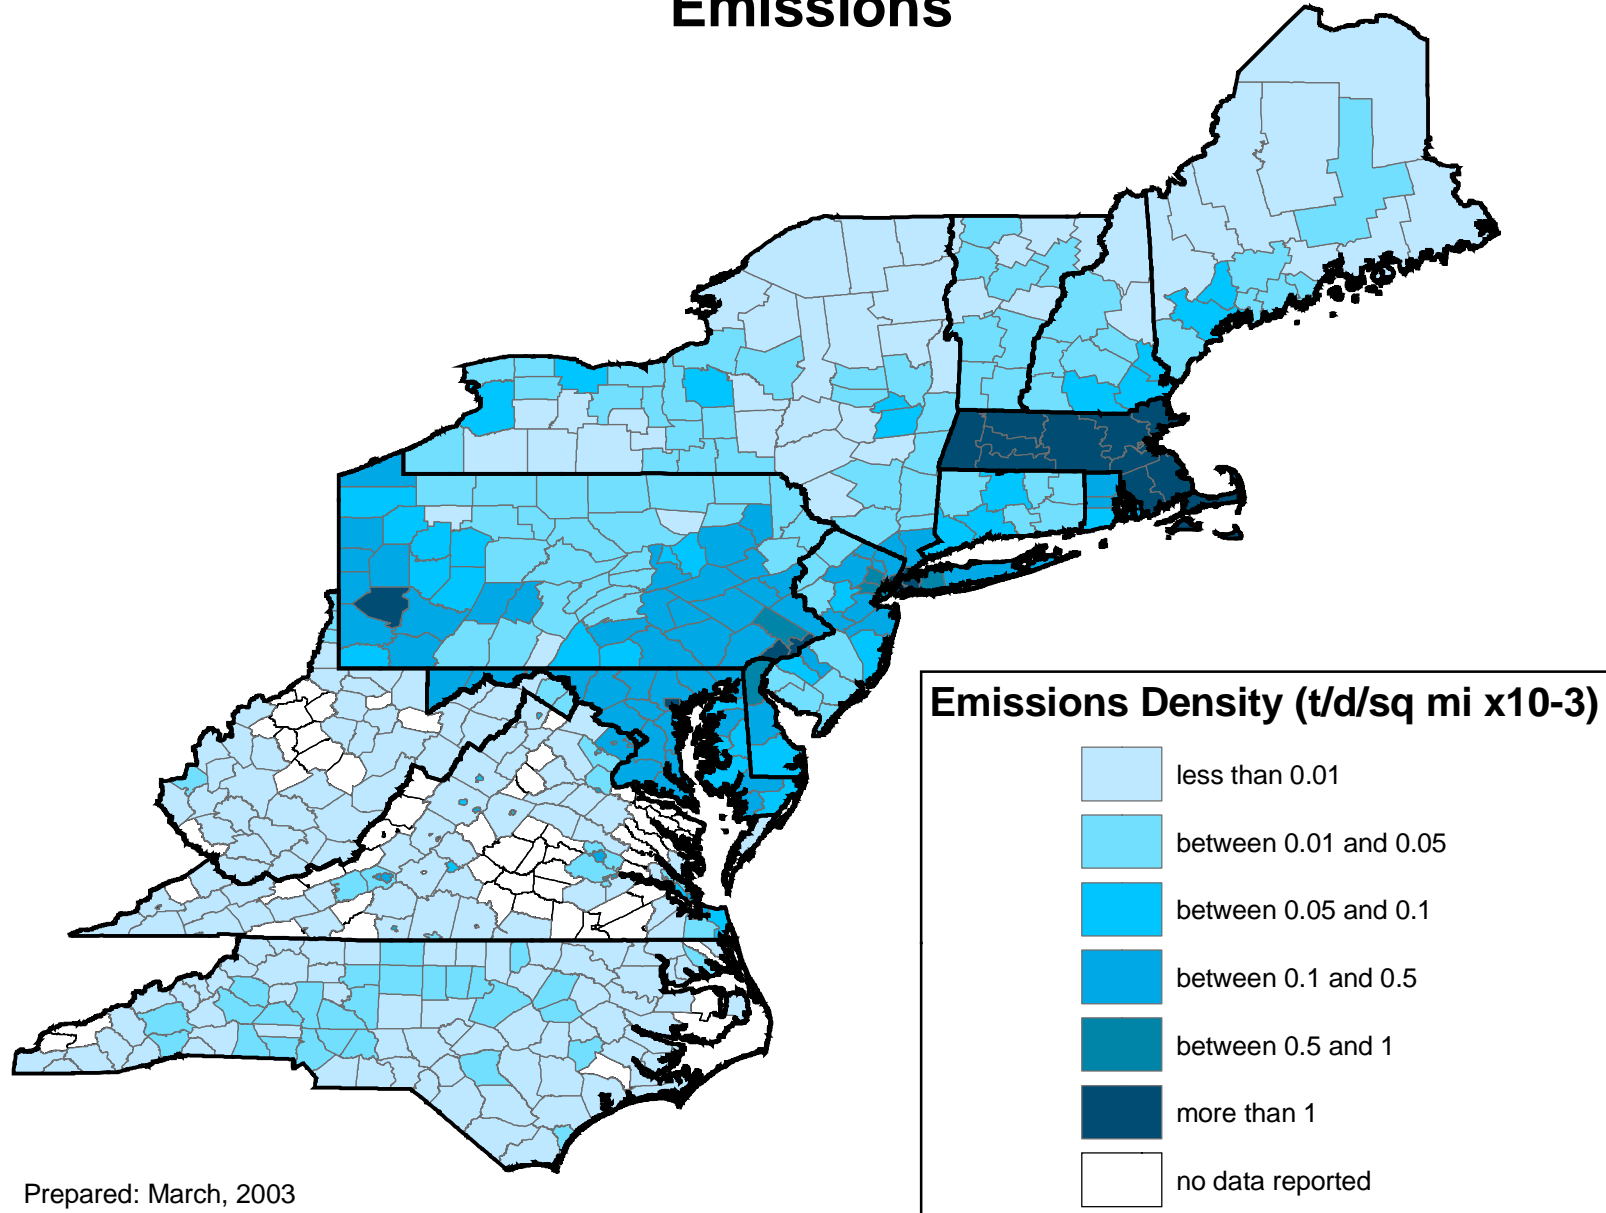 Emissions
Emissions Density (t/d/sq mi x10-3)
less than 0.01
between 0.01 and 0.05
between 0.05 and 0.1
between 0.1 and 0.5
between 0.5 and 1
more than 1
no data reported
Prepared: March, 2003